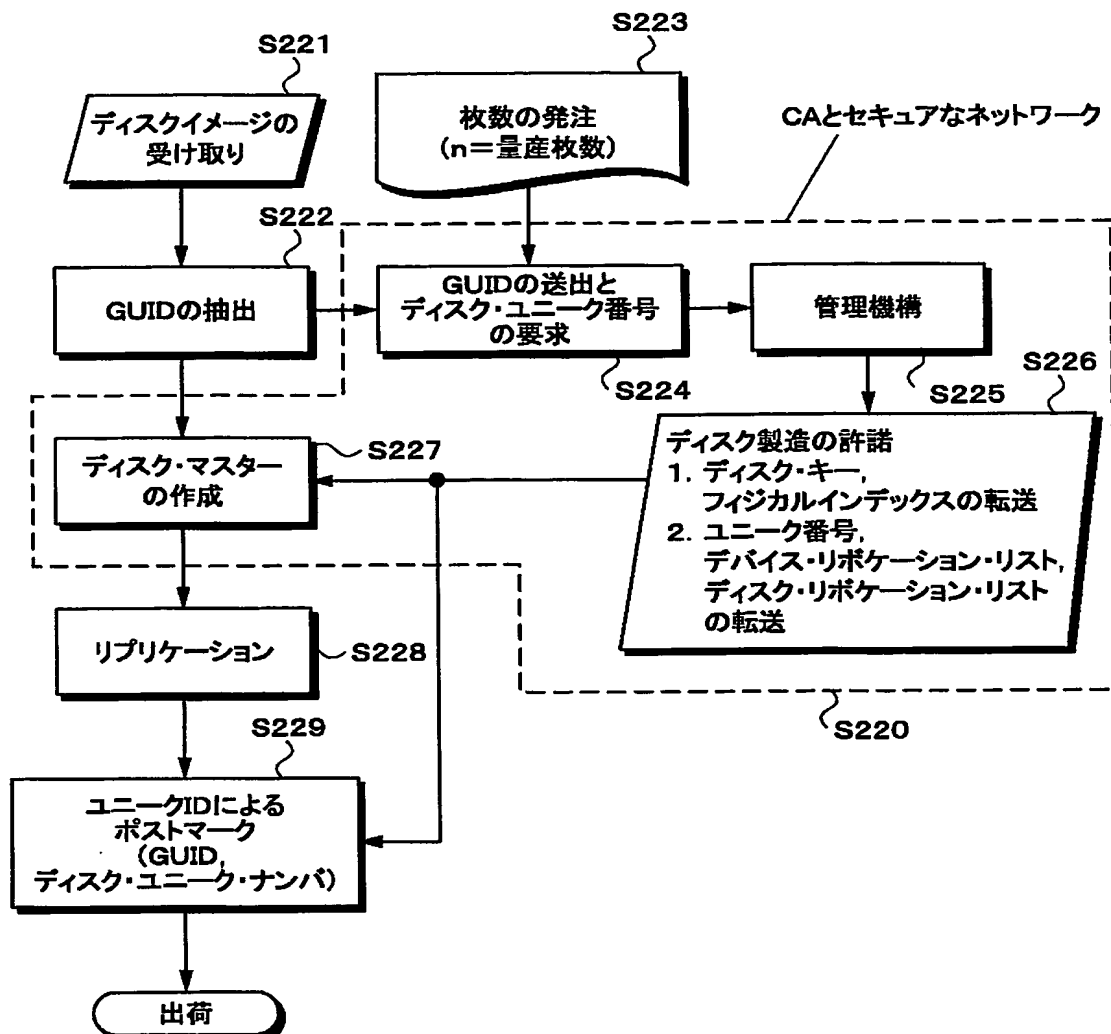 S221
ディスクイメージの
受け取り
S223
枚数の発注
(n=量産枚数)
CAとセキュアなネットワーク
S222
GUIDの抽出
GUIDの送出と
ディスク・ユニーク番号
の要求
S224
管理機構
S225
S226
ディスク製造の許諾
1. ディスク・キー,
フィジカルインデックスの転送
2. ユニーク番号,
デバイス・リボケーション・リスト,
ディスク・リボケーション・リスト
の転送
S227
ディスク・マスター
の作成
リプリケーション
S228
S220
S229
ユニークIDによる
ポストマーク
(GUID,
ディスク・ユニーク・ナンバ)
出荷